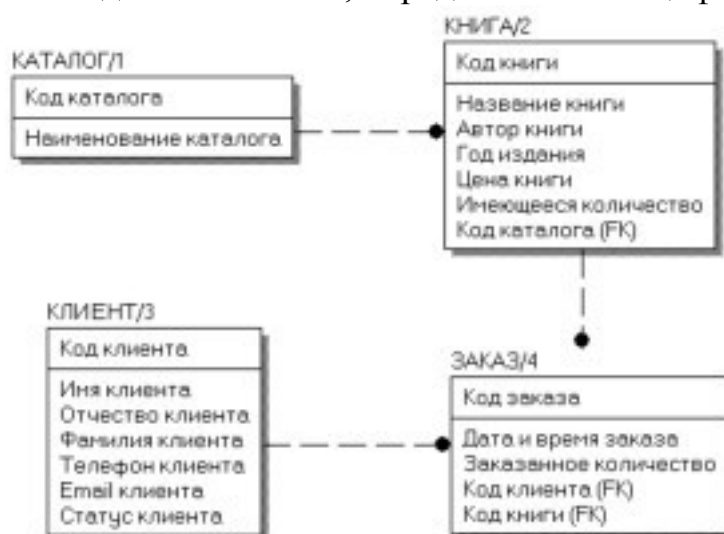 КАТАЛОГ/1
Код каталога
Наименование каталога
КНИГА/2
Код книги
Название книги
Автор книги
Год издания
Цена книги
Имеющееся количество
Код каталога (FK)
КЛИЕНТ/3
Код клиента
Имя клиента
Отчество клиента
Фамилия клиента
Телефон клиента
Email клиента
Статус клиента
ЗАКАЗ/4
Код заказа
Дата и время заказа
Заказанное количество
Код клиента (FK)
Код книги (FK)